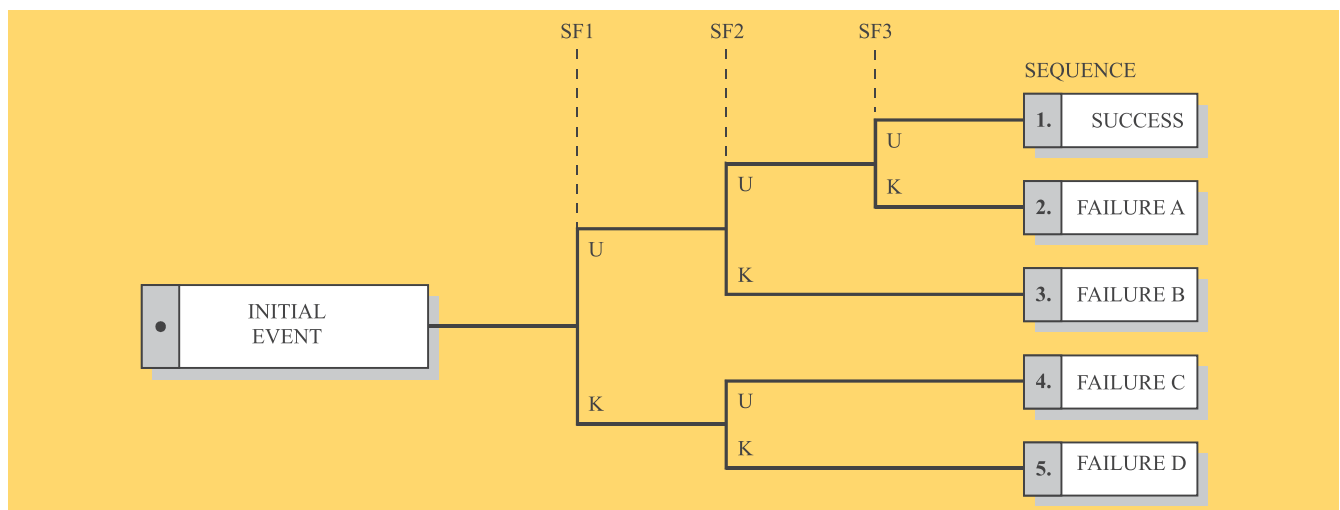 SF1 SF2 SF3
SEQUENCE
1. SUCCESS
U
U K
2. FAILURE A
U
K
3. FAILURE B
INITIAL
EVENT
4. FAILURE C
K U
K
5. FAILURE D